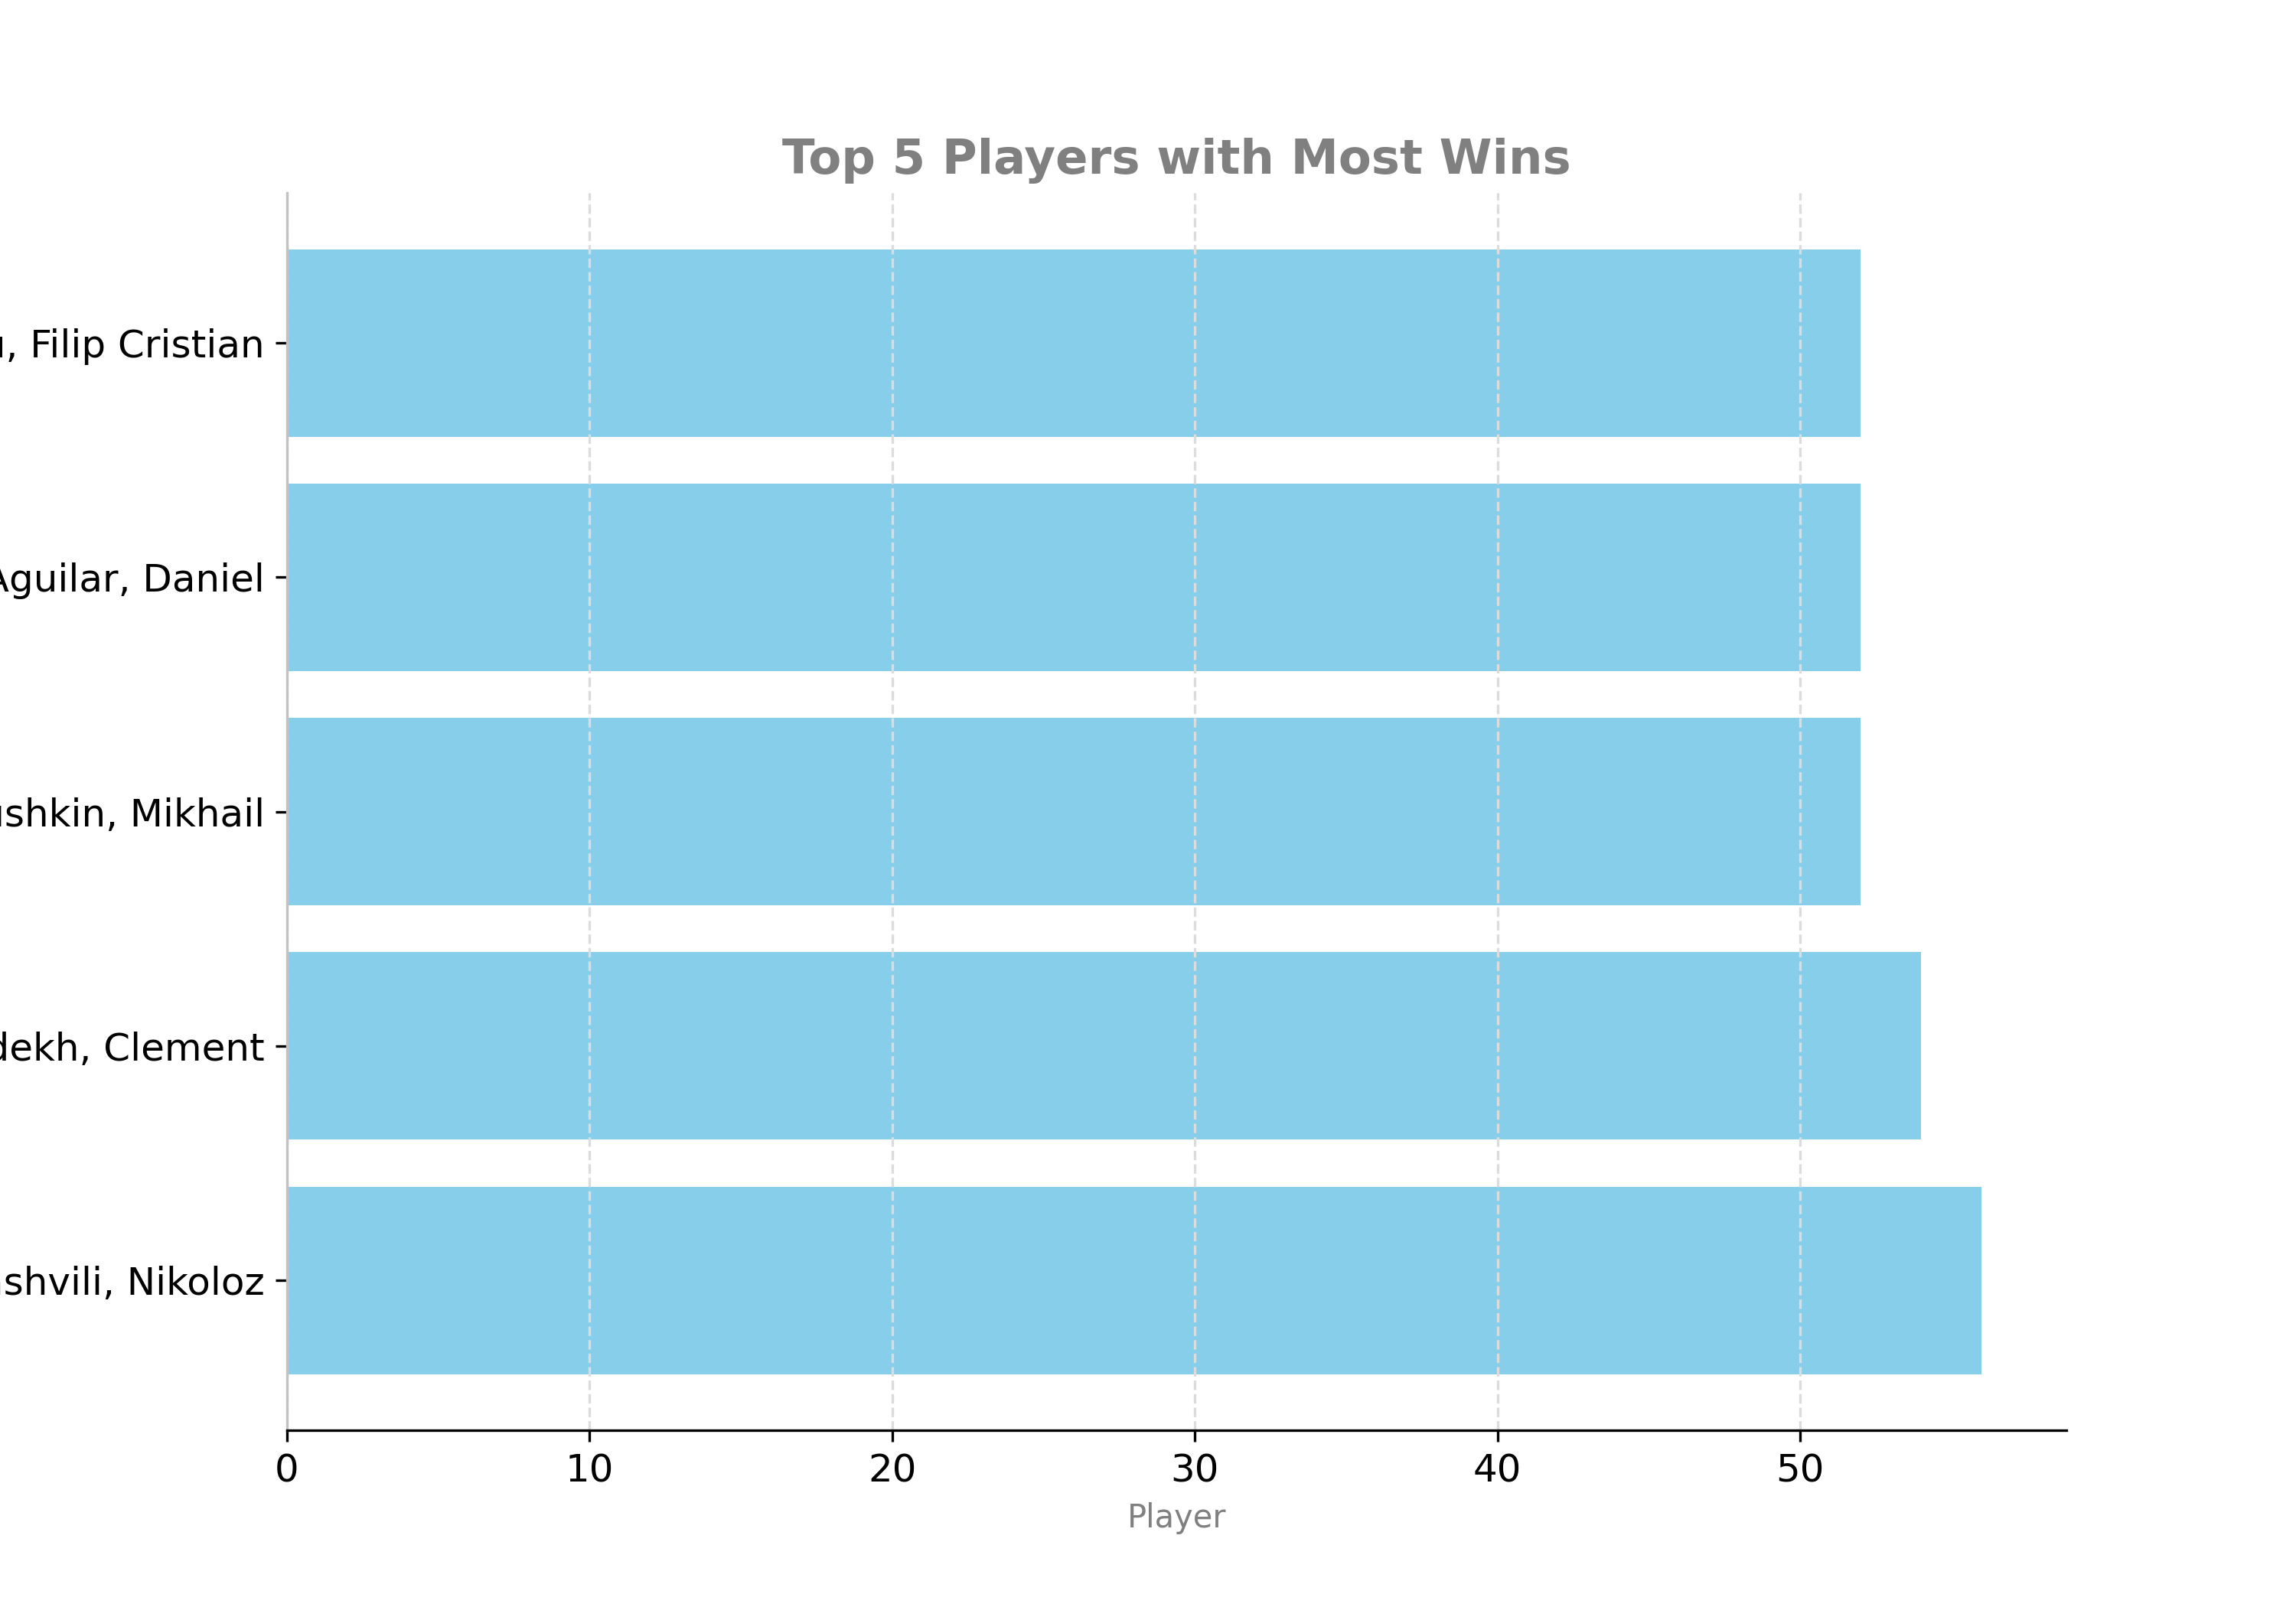 Top 5 Players with Most Wins
, Filip Cristian
Aguilar, Daniel
ushkin, Mikhail
dekh, Clement
shvili, Nikoloz
0 10 20 30 40 50
Player